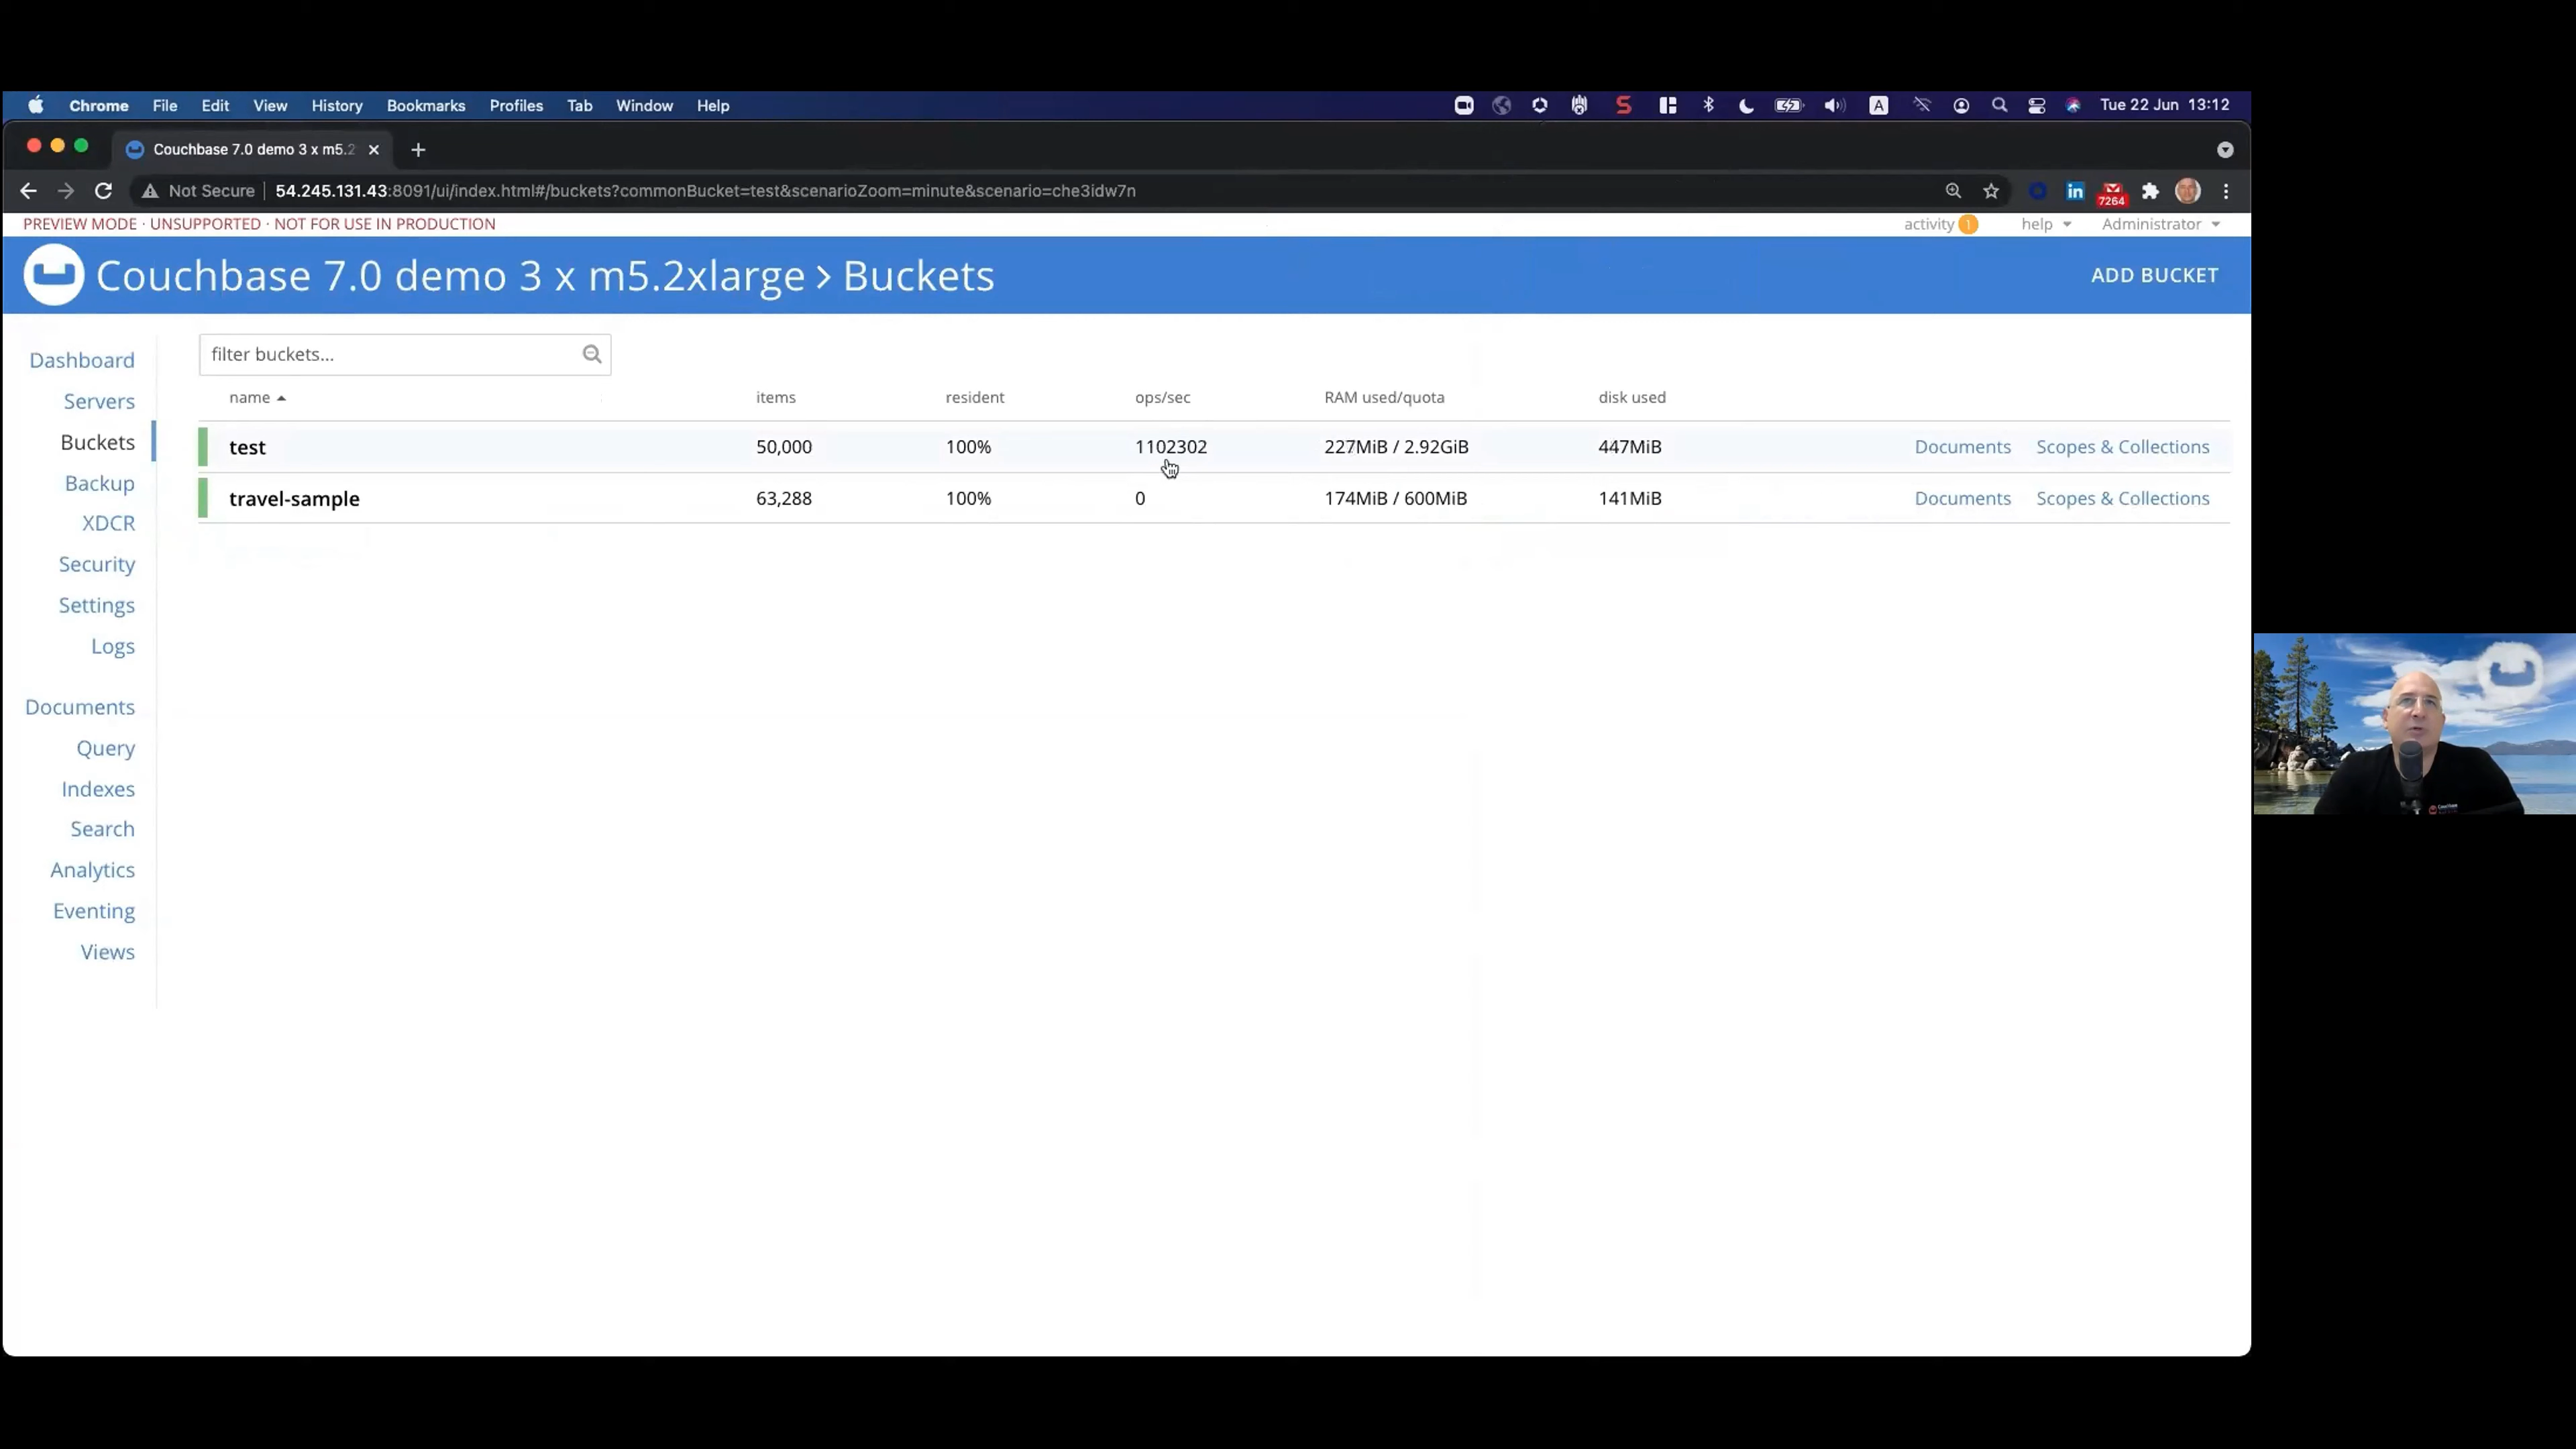 Chrome File Edit View History Bookmarks Profiles Tab Window Help A Tue 22 Jun 13:12
Couchbase 7.0 demo 3 x m5.2
Not Secure 54.245.131.43:8091/ui/index.html#/buckets?commonBucket=test&scenarioZoom=minute&scenario=che3idw7n in 7264
PREVIEW MODE · UNSUPPORTED · NOT FOR USE IN PRODUCTION activity 1 help Administrator
Couchbase 7.0 demo 3 x m5.2xlarge > Buckets ADD BUCKET
filter buckets...
name items resident ops/sec RAM used/quota disk used
test 50,000 100% 1102302 227MiB / 2.92GiB 447MiB Documents Scopes & Collections
travel-sample 63,288 100% 0 174MiB / 600MiB 141MiB Documents Scopes & Collections
Dashboard
Servers
Buckets
Backup
XDCR
Security
Settings
Logs
Documents
Query
Indexes
Search
Analytics
Eventing
Views